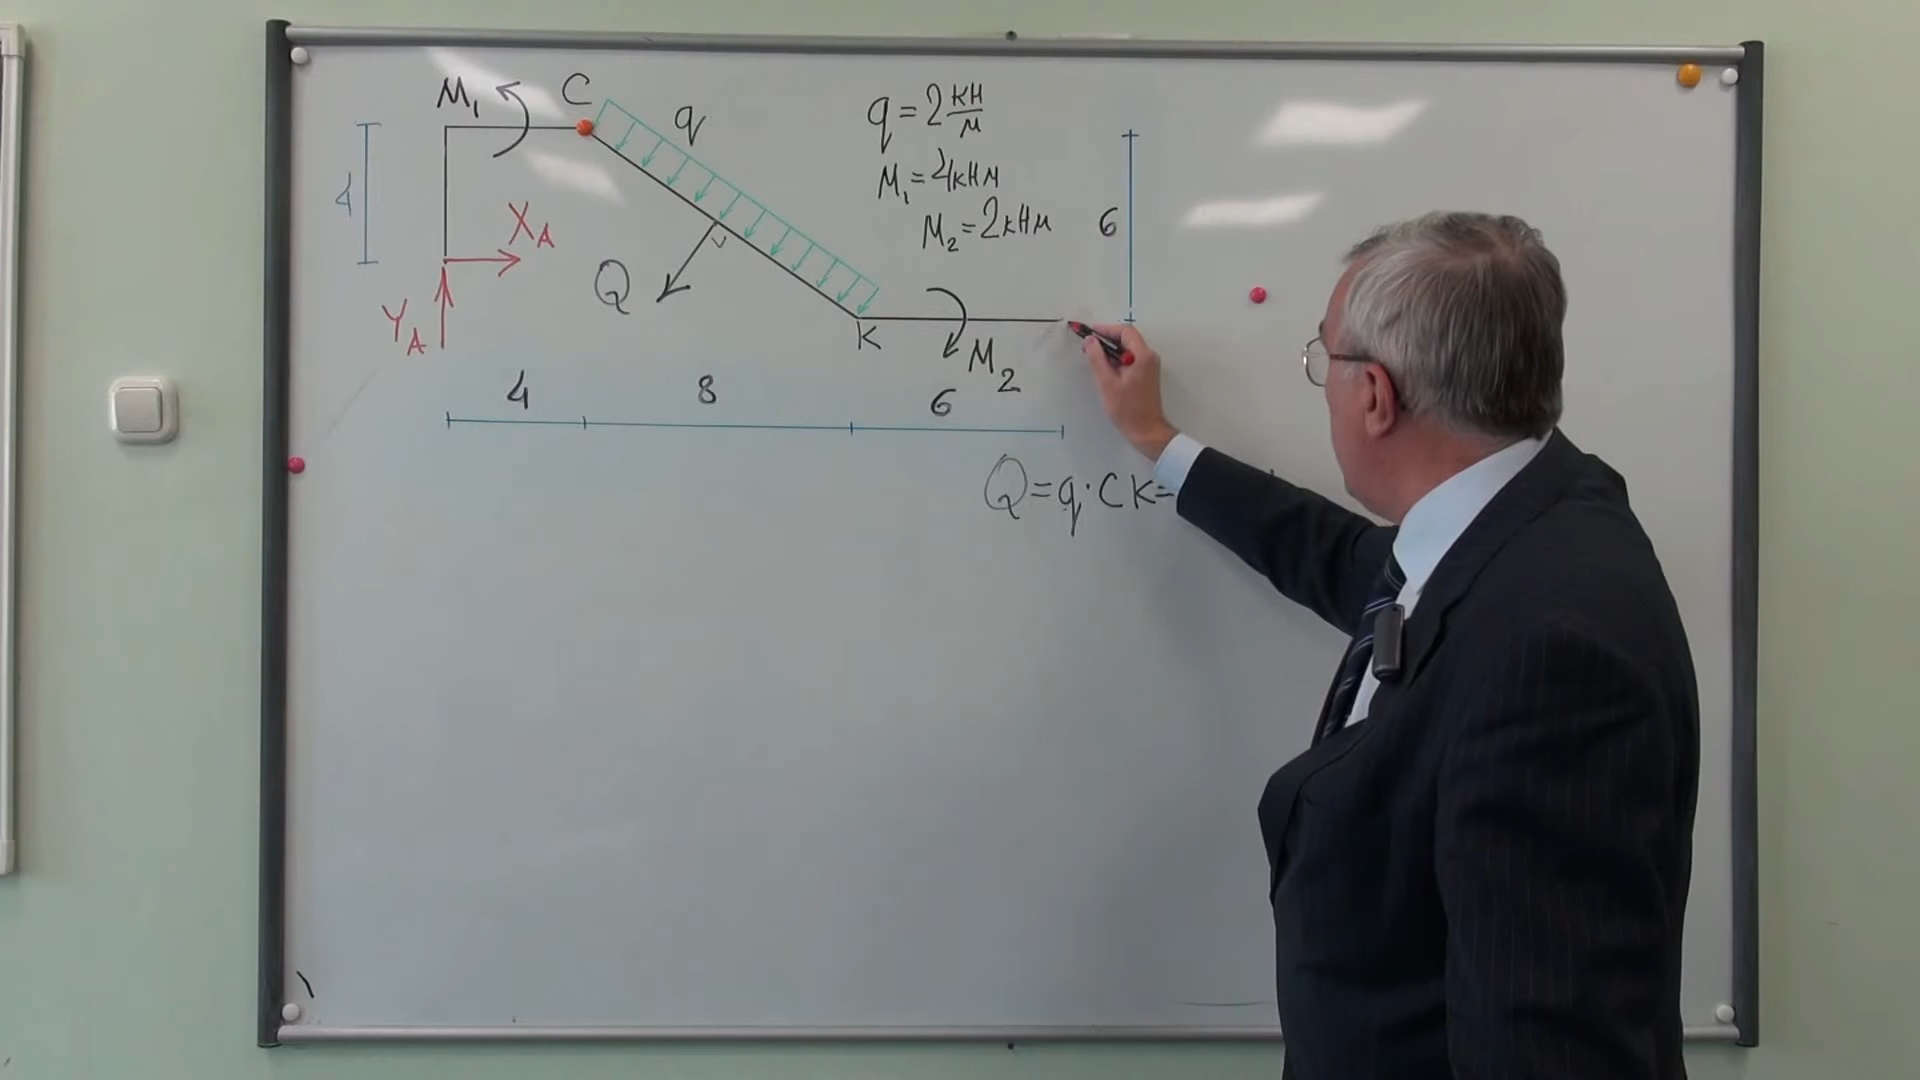 M₁
C
q
q = 2 кН/м
M₁ = 4 кНм
M₂ = 2 кНм
4
X_A
6
Q
Y_A
K
M₂
4
8
6
Q = q · CK =